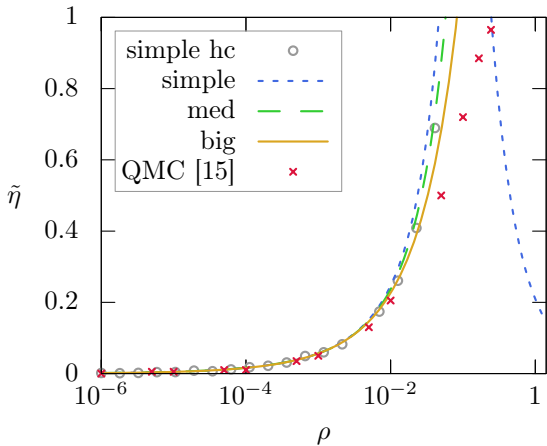 1
0.8
0.6
0.4
0.2
0
η̃
simple hc
simple
med
big
QMC [15]
10⁻⁶
10⁻⁴
10⁻²
1
ρ